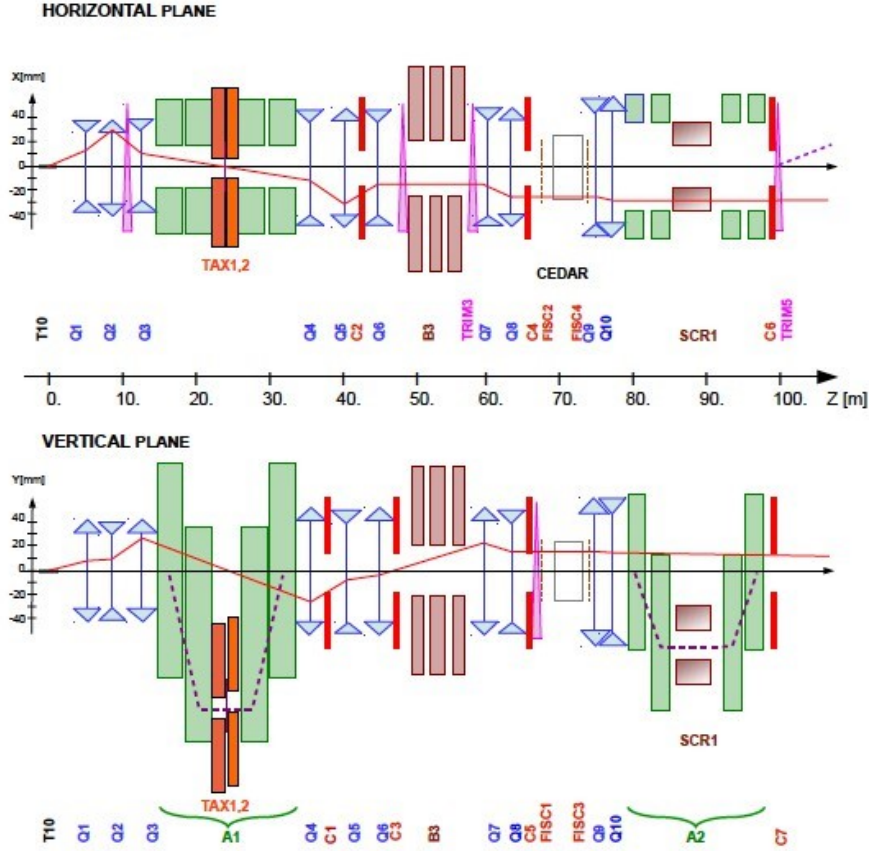 HORIZONTAL PLANE
X[mm]
40
20
0
-20
-40
TAX1,2
CEDAR
T10 Q1 Q2 Q3 Q4 Q5 C2 Q6 B3 TRIM3 Q7 Q8 C4 FISC2 FISC4 Q9 Q10 SCR1 C6 TRIM5
0. 10. 20. 30. 40. 50. 60. 70. 80. 90. 100. Z [m]
VERTICAL PLANE
Y[mm]
40
20
0
-20
-40
SCR1
TAX1,2
T10 Q1 Q2 Q3 A1 Q4 C1 Q5 Q6 C3 B3 Q7 Q8 C5 FISC1 FISC3 Q9 Q10 A2 C7